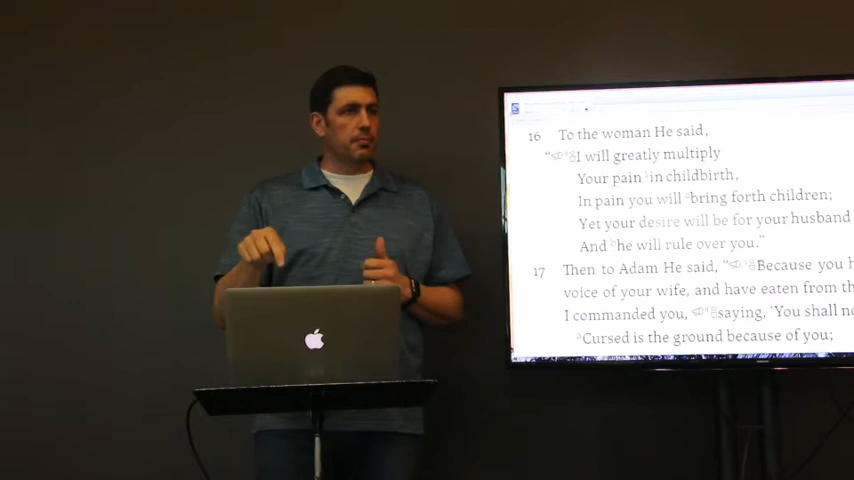 16 To the woman He said,
“I will greatly multiply
Your pain in childbirth,
In pain you will bring forth children;
Yet your desire will be for your husband
And he will rule over you.”
17 Then to Adam He said, “Because you
voice of your wife, and have eaten from
I commanded you, saying, ‘You shall
Cursed is the ground because of you;